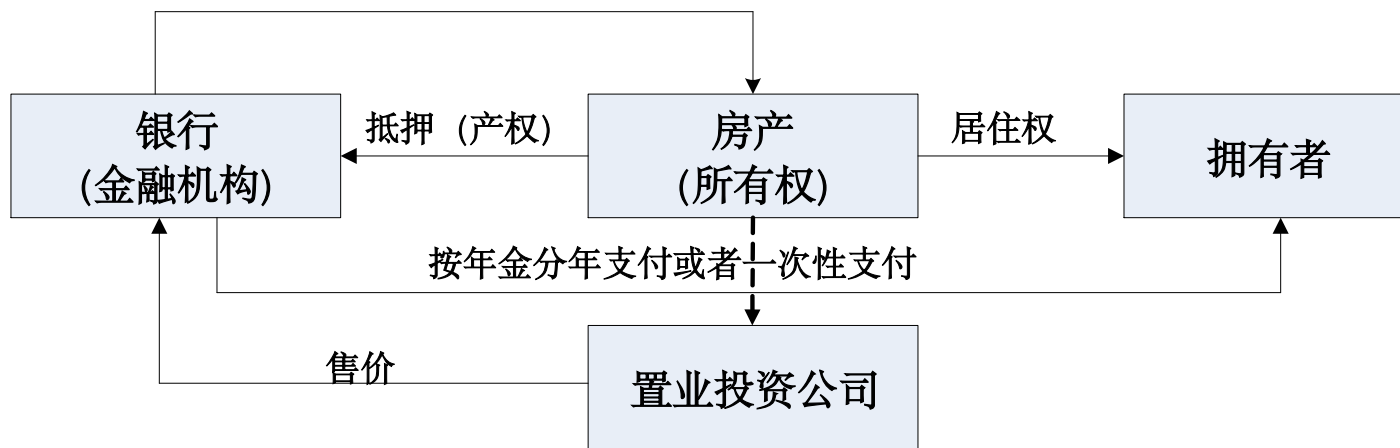 银行
(金融机构)
抵押（产权）
房产
(所有权)
居住权
拥有者
按年金分年支付或者一次性支付
售价
置业投资公司